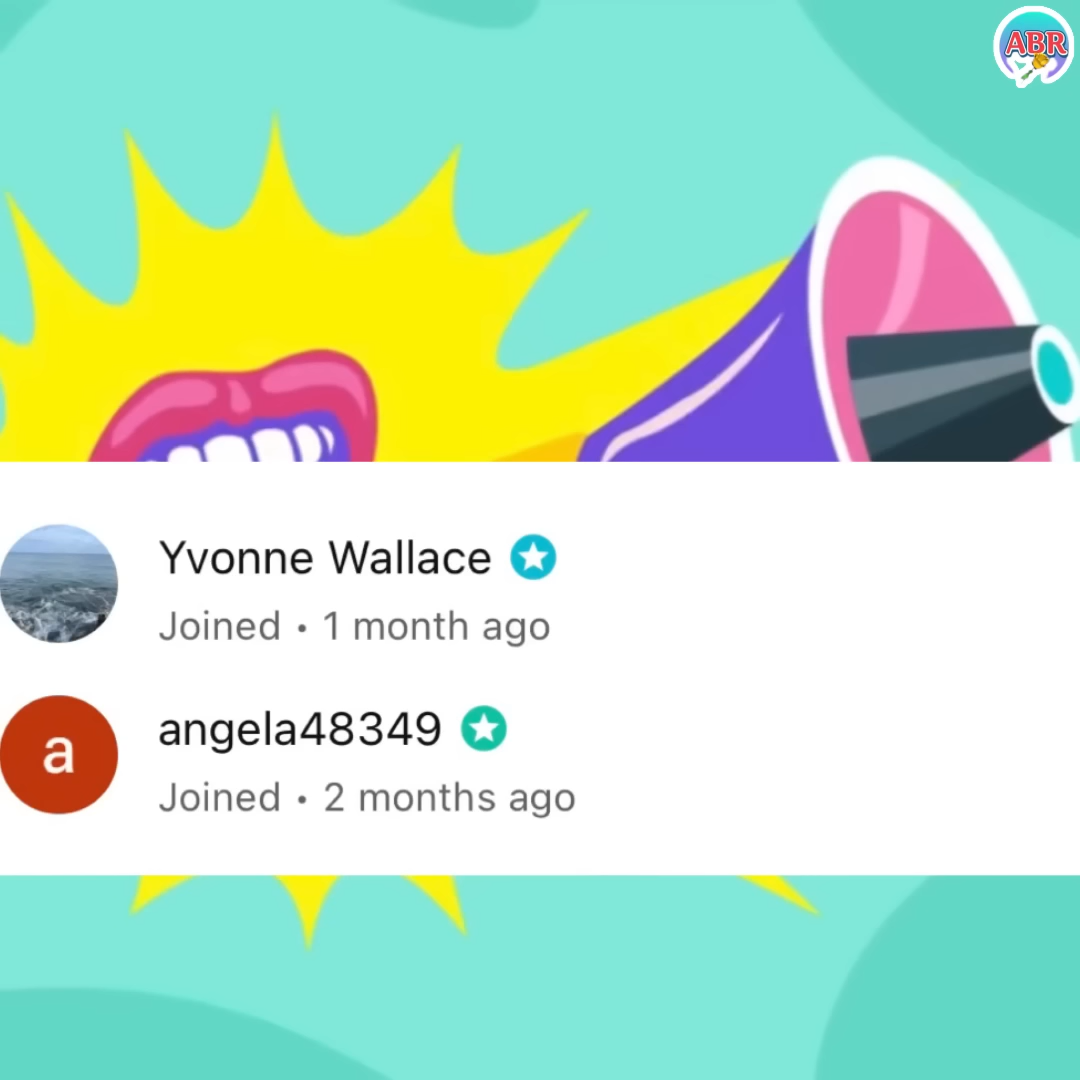 ABR
Yvonne Wallace
Joined • 1 month ago
a
angela48349
Joined • 2 months ago